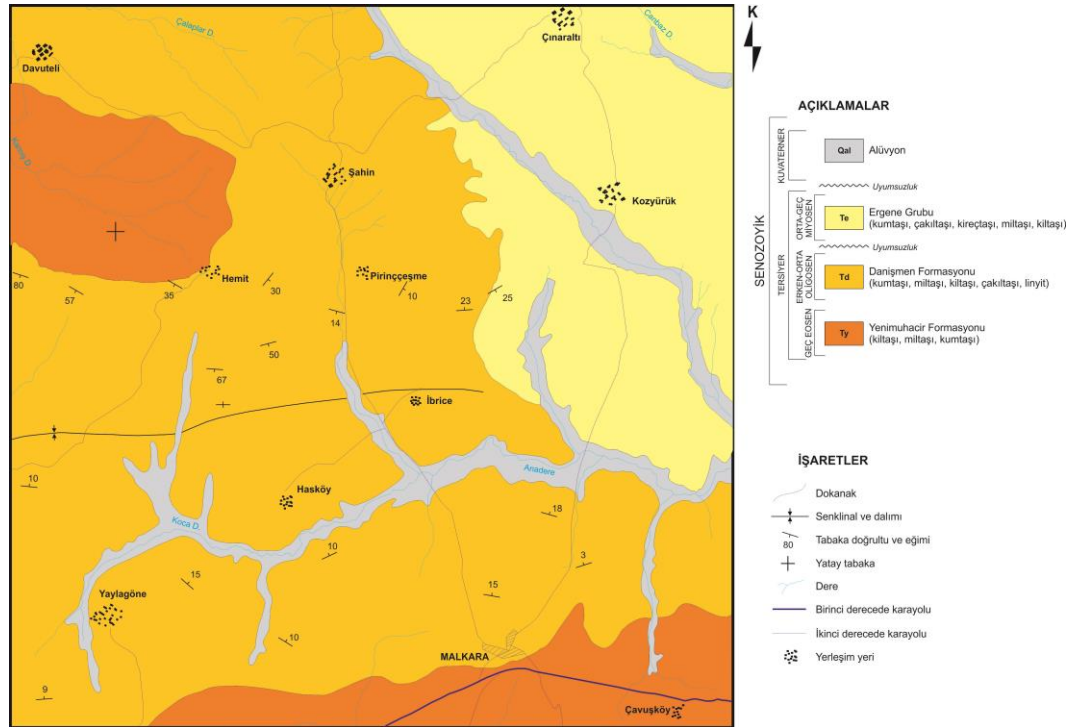 Çalaplar D.
Canbaz D.
Çınaraltı
Davuteli
Şahin
Kozyürük
Hemit
Pirinççeşme
80
57
35
30
10
23
25
14
50
67
İbrice
10
Anadere
Hasköy
18
Koca D.
10
3
15
15
Yaylagöne
10
MALKARA
9
Çavuşköy
K
AÇIKLAMALAR
SENOZOYİK
KUVATERNER
Qal
Alüvyon
Uyumsuzluk
TERSİYER
ORTA-GEÇ
MİYOSEN
Te
Ergene Grubu
(kumtaşı, çakıltaşı, kireçtaşı, miltaşı, kiltaşı)
Uyumsuzluk
ERKEN-ORTA
OLİGOSEN
Td
Danişmen Formasyonu
(kumtaşı, miltaşı, kiltaşı, çakıltaşı, linyit)
GEÇ EOSEN
Ty
Yenimuhacir Formasyonu
(kiltaşı, miltaşı, kumtaşı)
İŞARETLER
Dokanak
Senklinal ve dalımı
80
Tabaka doğrultu ve eğimi
Yatay tabaka
Dere
Birinci derecede karayolu
İkinci derecede karayolu
Yerleşim yeri